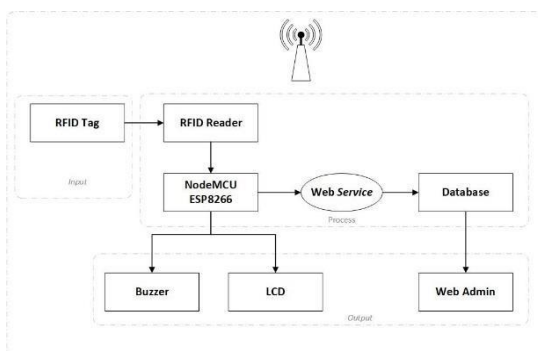 RFID Tag
RFID Reader
Input
NodeMCU
ESP8266
Web Service
Database
Process
Buzzer
LCD
Web Admin
Output